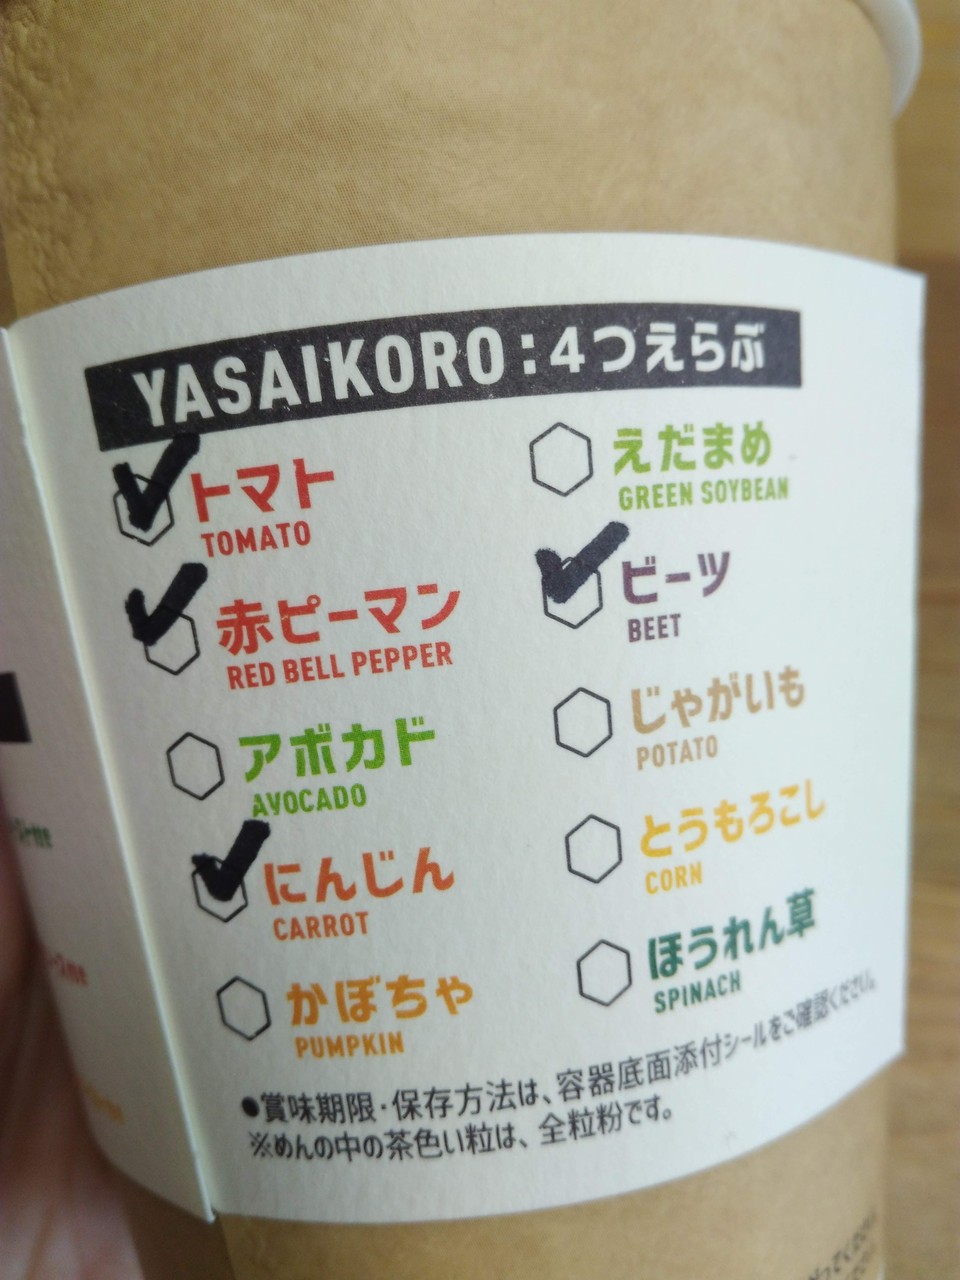 YASAIKORO:4つえらぶ
トマト
TOMATO
赤ピーマン
RED BELL PEPPER
アボカド
AVOCADO
にんじん
CARROT
かぼちゃ
PUMPKIN
えだまめ
GREEN SOYBEAN
ビーツ
BEET
じゃがいも
POTATO
とうもろこし
CORN
ほうれん草
SPINACH
●賞味期限・保存方法は、容器底面添付シールをご確認ください。
※めんの中の茶色い粒は、全粒粉です。